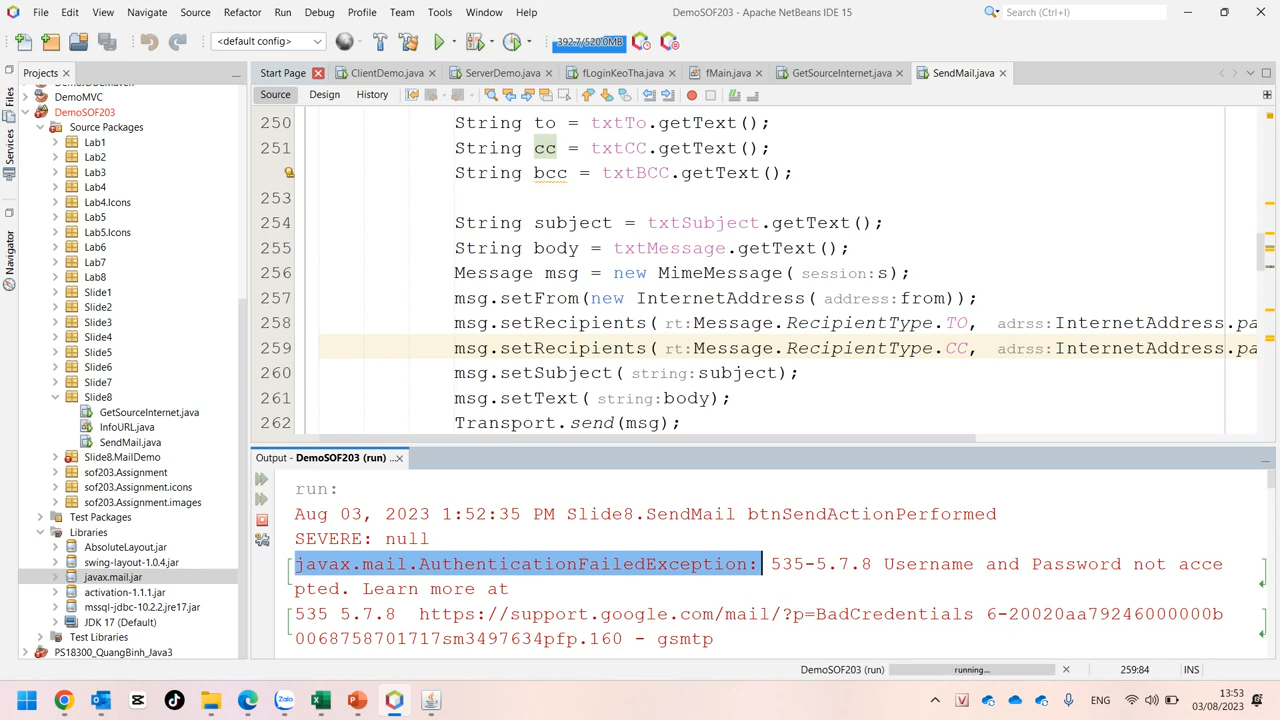 File Edit View Navigate Source Refactor Run Debug Profile Team Tools Window Help DemoSOF203 - Apache NetBeans IDE 15 Search (Ctrl+I)
<default config> 392.7/520.0MB
Projects Start Page ClientDemo.java ServerDemo.java fLoginKeoTha.java fMain.java GetSourceInternet.java SendMail.java
Source Design History
Files
Services
Navigator
DemoMVC
DemoSOF203
Source Packages
Lab1
Lab2
Lab3
Lab4
Lab4.Icons
Lab5
Lab5.Icons
Lab6
Lab7
Lab8
Slide1
Slide2
Slide3
Slide4
Slide5
Slide6
Slide7
Slide8
GetSourceInternet.java
InfoURL.java
SendMail.java
Slide8.MailDemo
sof203.Assignment
sof203.Assignment.icons
sof203.Assignment.images
Test Packages
Libraries
AbsoluteLayout.jar
swing-layout-1.0.4.jar
javax.mail.jar
activation-1.1.1.jar
mssql-jdbc-10.2.2.jre17.jar
JDK 17 (Default)
Test Libraries
PS18300_QuangBinh_Java3
250 String to = txtTo.getText();
251 String cc = txtCC.getText();
String bcc = txtBCC.getText();
253
254 String subject = txtSubject.getText();
255 String body = txtMessage.getText();
256 Message msg = new MimeMessage( session:s);
257 msg.setFrom(new InternetAddress( address:from));
258 msg.setRecipients( rt:Message.RecipientType.TO, adrss:InternetAddress.pa
259 msg.setRecipients( rt:Message.RecipientType.CC, adrss:InternetAddress.pa
260 msg.setSubject( string:subject);
261 msg.setText( string:body);
262 Transport.send(msg);
Output - DemoSOF203 (run) ...
run:
Aug 03, 2023 1:52:35 PM Slide8.SendMail btnSendActionPerformed
SEVERE: null
javax.mail.AuthenticationFailedException: 535-5.7.8 Username and Password not acce
pted. Learn more at
535 5.7.8  https://support.google.com/mail/?p=BadCredentials 6-20020aa79246000000b
0068758701717sm3497634pfp.160 - gsmtp
DemoSOF203 (run) running... 259:84 INS
Zalo ENG 13:53
03/08/2023